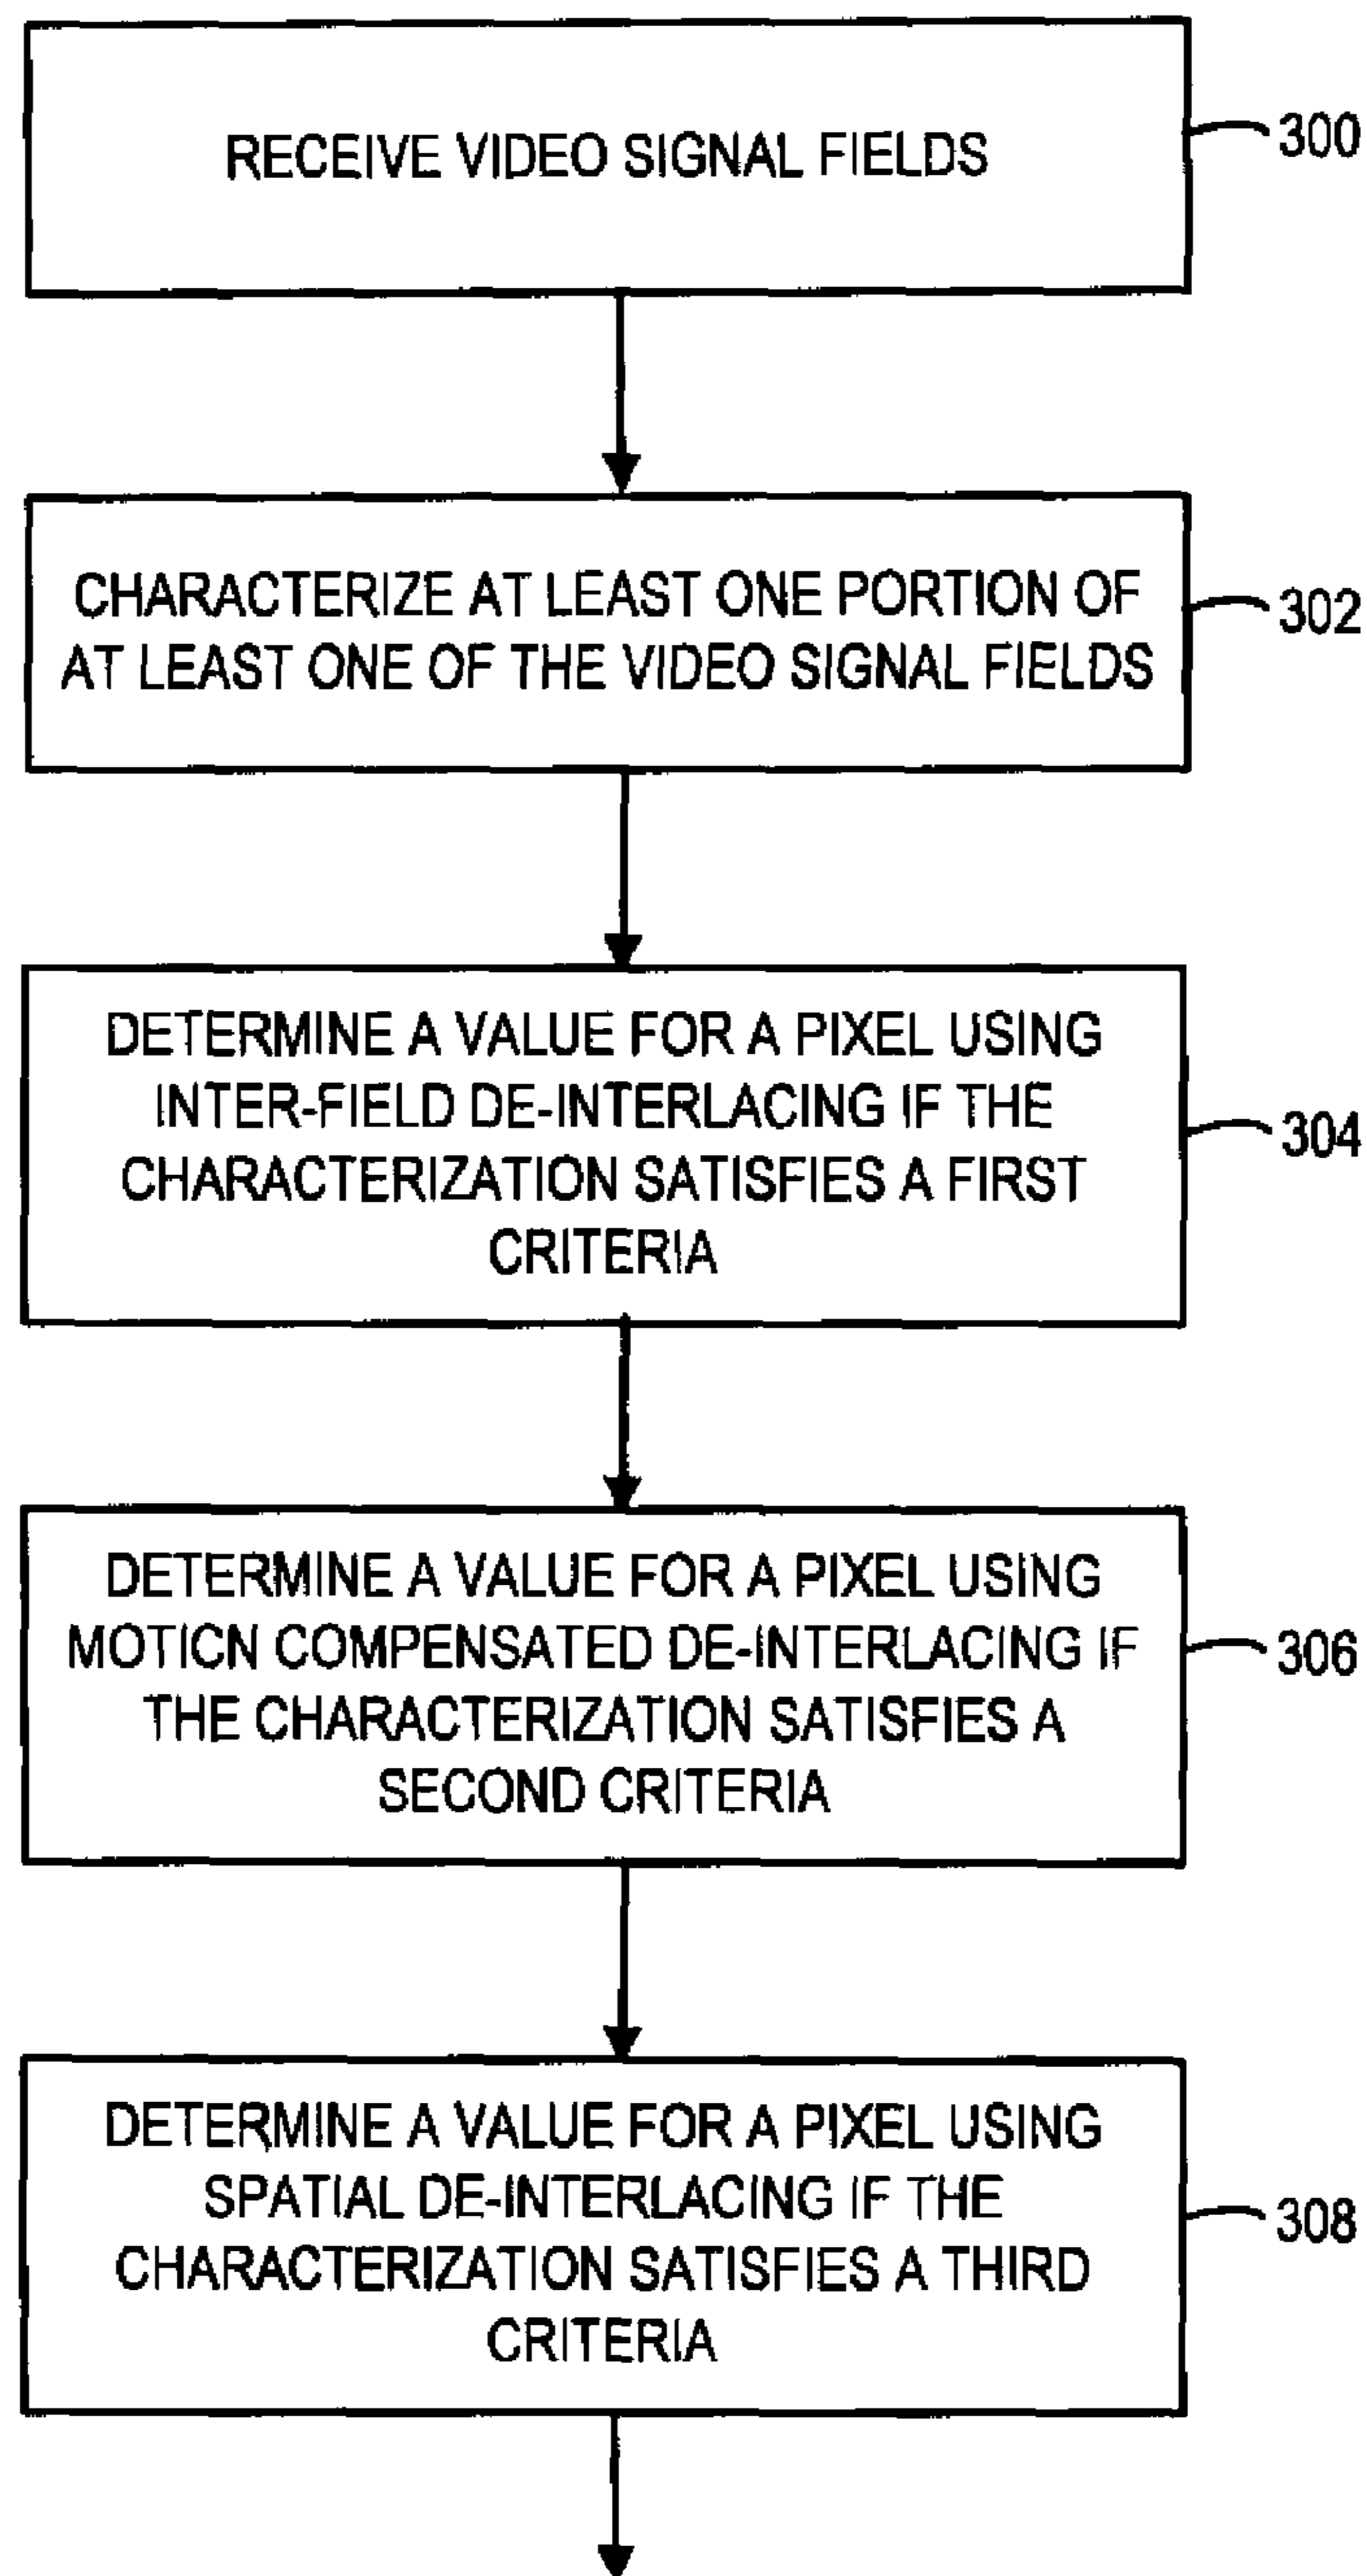 RECEIVE VIDEO SIGNAL FIELDS
300
CHARACTERIZE AT LEAST ONE PORTION OF
AT LEAST ONE OF THE VIDEO SIGNAL FIELDS
302
DETERMINE A VALUE FOR A PIXEL USING
INTER-FIELD DE-INTERLACING IF THE
CHARACTERIZATION SATISFIES A FIRST
CRITERIA
304
DETERMINE A VALUE FOR A PIXEL USING
MOTION COMPENSATED DE-INTERLACING IF
THE CHARACTERIZATION SATISFIES A
SECOND CRITERIA
306
DETERMINE A VALUE FOR A PIXEL USING
SPATIAL DE-INTERLACING IF THE
CHARACTERIZATION SATISFIES A THIRD
CRITERIA
308